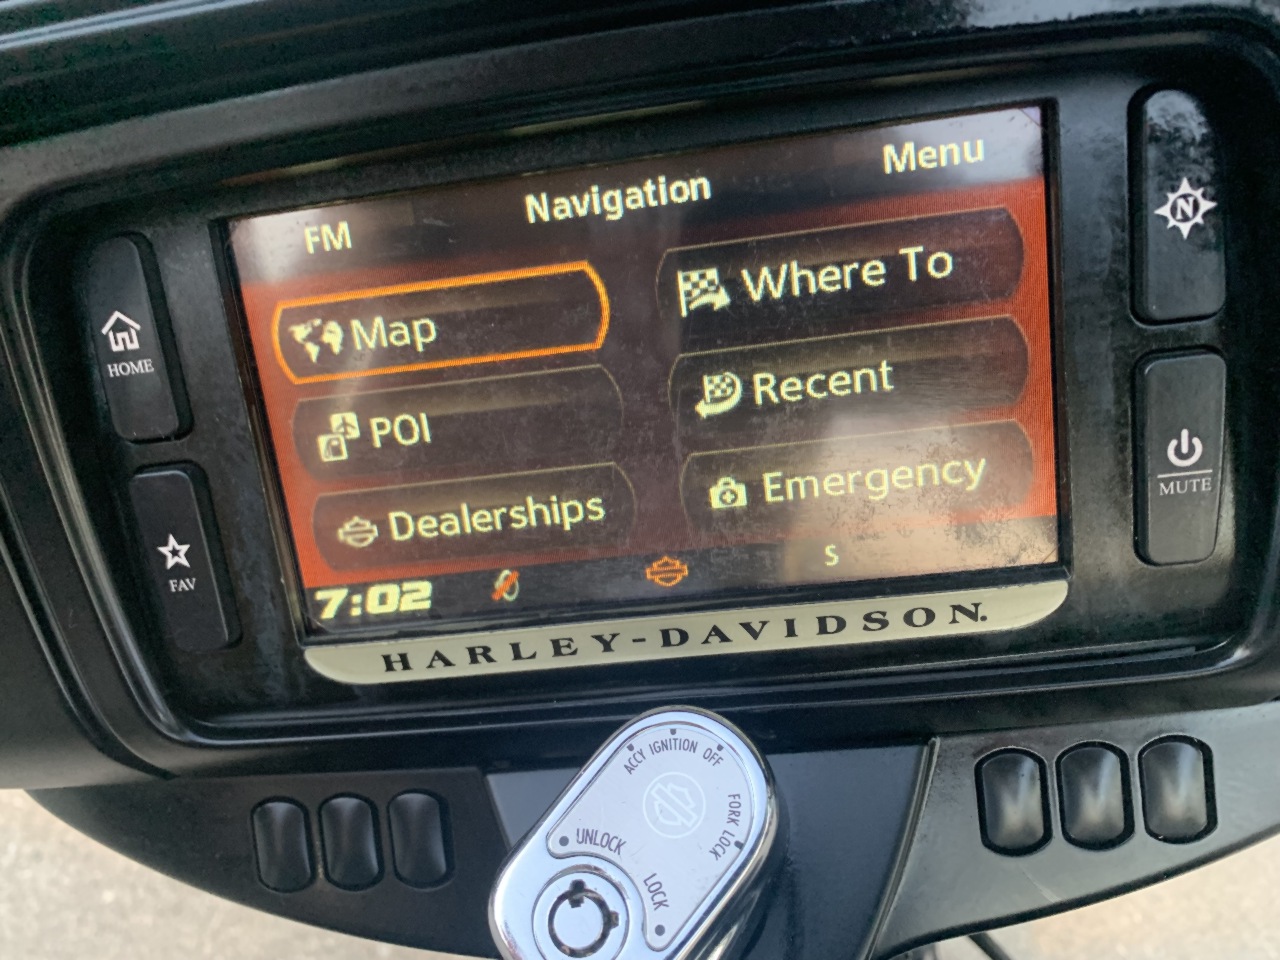 FM
Navigation
Menu
Map
Where To
POI
Recent
Dealerships
Emergency
7:02
S
HARLEY-DAVIDSON.
HOME
FAV
N
MUTE
ACCY IGNITION OFF
FORK LOCK
UNLOCK
LOCK